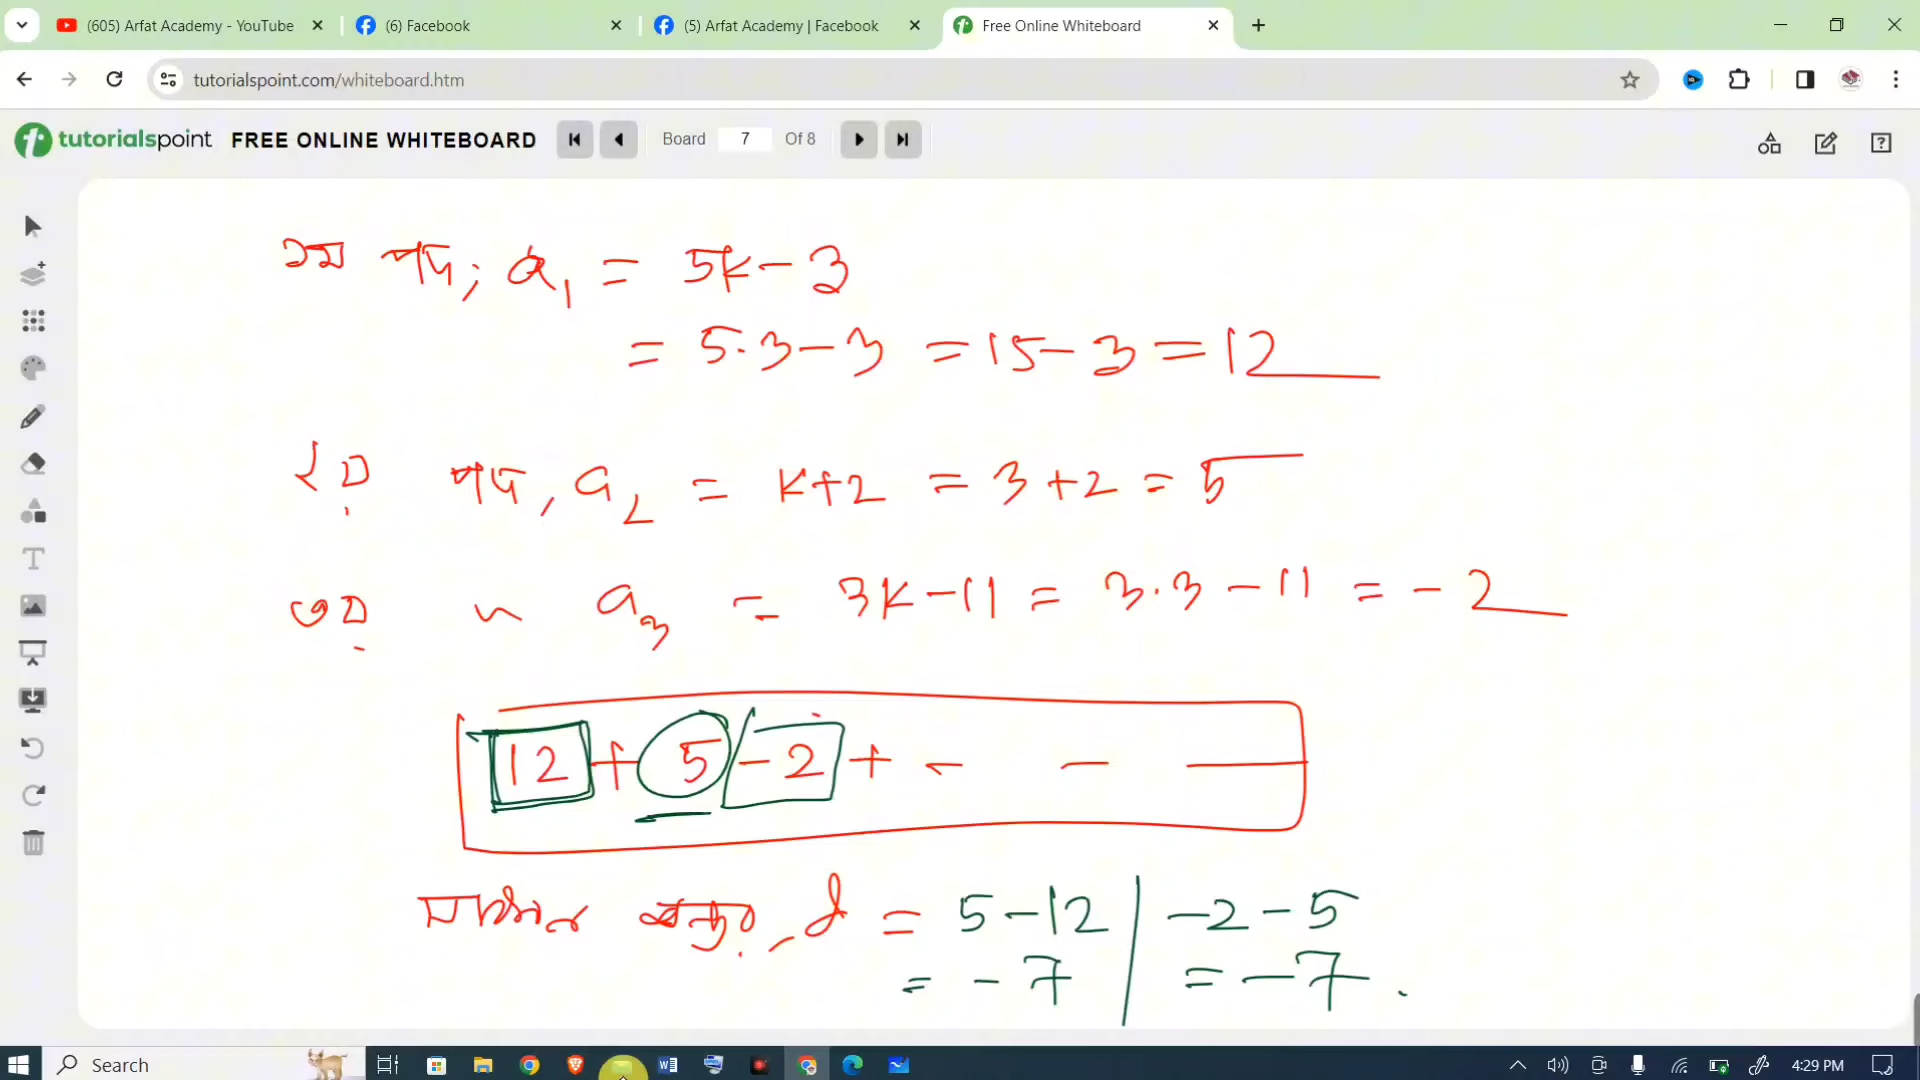 (605) Arfat Academy - YouTube
(6) Facebook
(5) Arfat Academy | Facebook
Free Online Whiteboard
tutorialspoint.com/whiteboard.htm
tutorialspoint FREE ONLINE WHITEBOARD Board 7 Of 8
১ম পদ, a₁ = 5k - 3
= 5·3 - 3 = 15 - 3 = 12
২য় পদ, a₂ = k+2 = 3+2 = 5
৩য় " a₃ = 3k - 11 = 3·3 - 11 = -2
12 + 5 - 2 + - - -
সাধারন অন্তর, d = 5-12 | -2-5
= -7 | = -7.
Search
4:29 PM